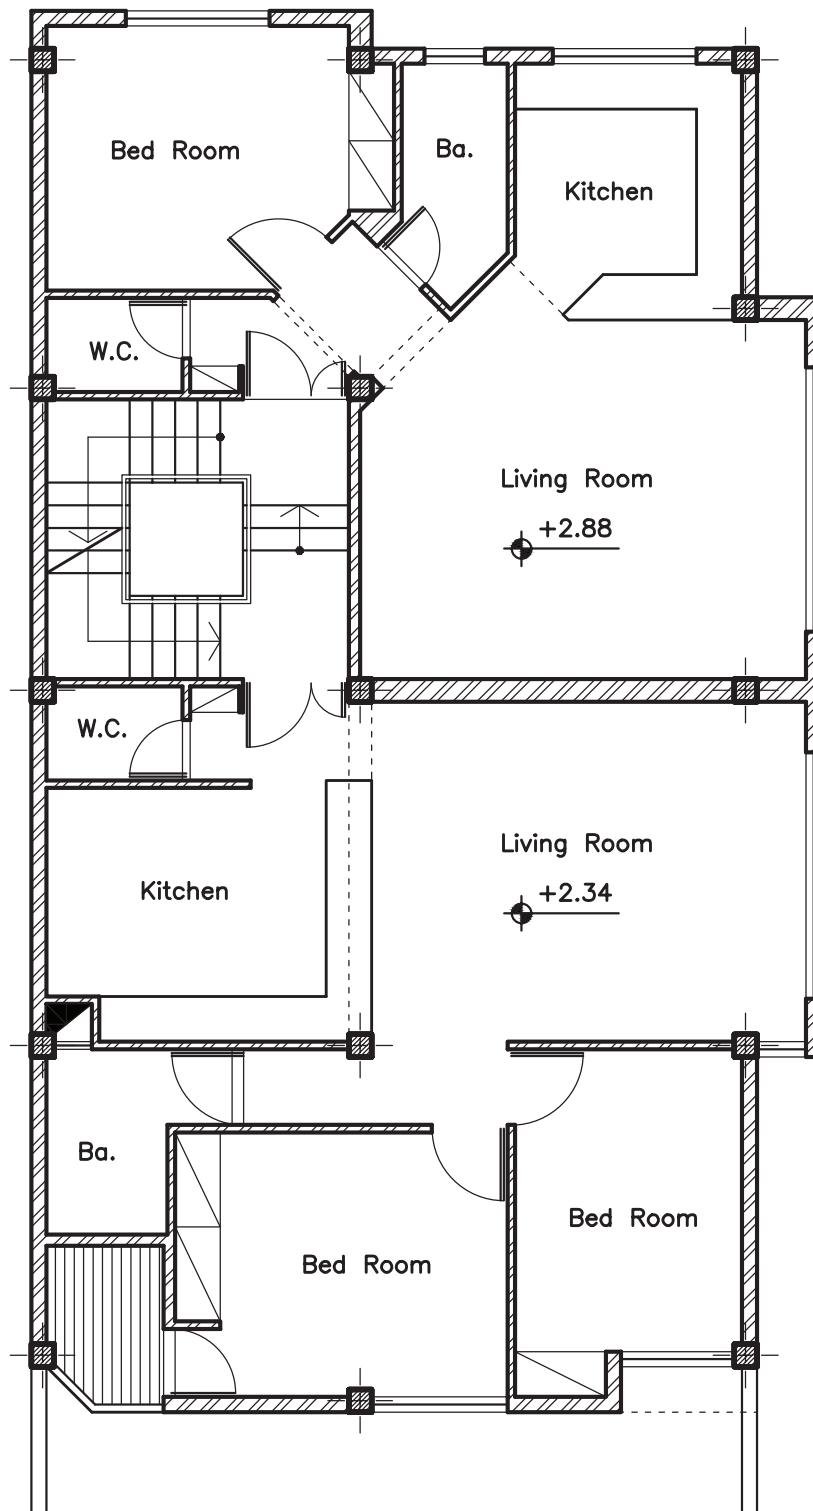 Bed Room
Ba.
Kitchen
W.C.
Living Room
+2.88
W.C.
Living Room
Kitchen
+2.34
Ba.
Bed Room
Bed Room